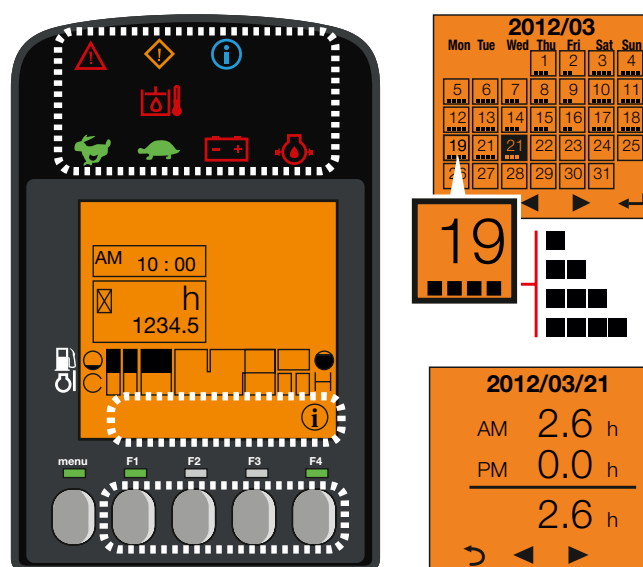 AM 10 : 00
h
1234.5
C H
menu F1 F2 F3 F4
2012/03
Mon Tue Wed Thu Fri Sat Sun
1 2 3 4
5 6 7 8 9 10 11
12 13 14 15 16 17 18
19 21 21 22 23 24 25
26 27 28 29 30 31
19
2012/03/21
AM 2.6 h
PM 0.0 h
2.6 h